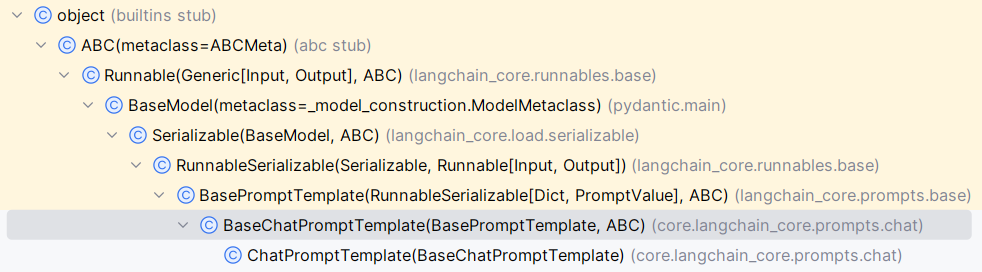 object (builtins stub)
ABC(metaclass=ABCMeta) (abc stub)
Runnable(Generic[Input, Output], ABC) (langchain_core.runnables.base)
BaseModel(metaclass=_model_construction.ModelMetaclass) (pydantic.main)
Serializable(BaseModel, ABC) (langchain_core.load.serializable)
RunnableSerializable(Serializable, Runnable[Input, Output]) (langchain_core.runnables.base)
BasePromptTemplate(RunnableSerializable[Dict, PromptValue], ABC) (langchain_core.prompts.base)
BaseChatPromptTemplate(BasePromptTemplate, ABC) (core.langchain_core.prompts.chat)
ChatPromptTemplate(BaseChatPromptTemplate) (core.langchain_core.prompts.chat)